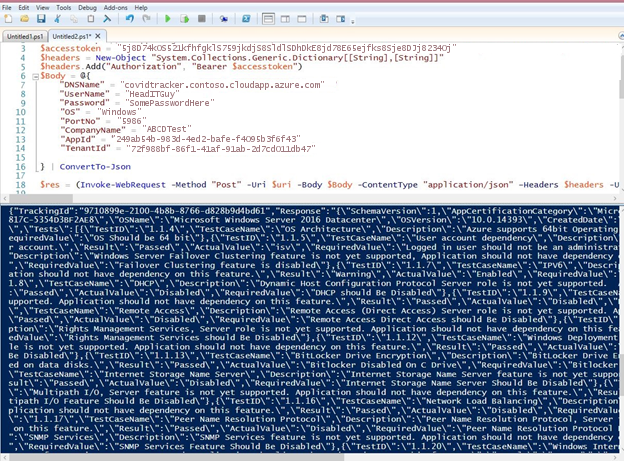 File Edit View Tools Debug Add-ons Help
Untitled1.ps1 Untitled2.ps1* X
3 $accesstoken =
4 $headers = New-Object "System.Collections.Generic.Dictionary[[String],[String]]"
5 $headers.Add("Authorization", "Bearer $accesstoken")
6 $Body = @{
7 "DNSName" = "covidtracker.contoso.cloudapp.azure.com"
8 "UserName" = "HeadITGuy"
9 "Password" = "SomePasswordHere"
10 "OS" = "Windows"
11 "PortNo" = "5986"
12 "CompanyName" = "ABCDTest"
13 "AppId" = "249ab54b-983d-4ed2-bafe-f4095b3f6f43"
14 "TenantId" = "72f988bf-86f1-41af-91ab-2d7cd011db47"
15
16 } | ConvertTo-Json
17
18 $res = (Invoke-WebRequest -Method "Post" -Uri $uri -Body $Body -ContentType "application/json" -Headers $headers -U
{"TrackingId":"9710899e-2100-4b8b-8766-d828b9d4bd61","Response":"{\"SchemaVersion\":1,\"AppCertificationCategory\":\"Micr
817C-5354D3BF2AE8\",\"OSName\":\"Microsoft Windows Server 2016 Datacenter\",\"OSVersion\":\"10.0.14393\",\"CreatedDate\":
\",\"Tests\":[{\"TestID\":\"1.1.4\",\"TestCaseName\":\"OS Architecture\",\"Description\":\"Azure supports 64bit Operating
equiredValue\":\"OS Should be 64 bit\"},{\"TestID\":\"1.1.5\",\"TestCaseName\":\"User account dependency\",\"Description\
r account.\",\"Result\":\"Passed\",\"ActualValue\":\"isv\",\"RequiredValue\":\"Logged in user should not be an administra
"Description\":\"Windows Server Failover Clustering feature is not yet supported, Application should not have dependency
,\"RequiredValue\":\"Failover Clustering feature is disabled\"},{\"TestID\":\"1.1.7\",\"TestCaseName\":\"IPV6\",\"Descrip
ation should not have dependency on this feature.\",\"Result\":\"Warning\",\"ActualValue\":\"Enabled\",\"RequiredValue\":
1.8\",\"TestCaseName\":\"DHCP\",\"Description\":\"Dynamic Host Configuration Protocol Server role is not yet supported.
:\"Passed\",\"ActualValue\":\"Disabled\",\"RequiredValue\":\"DHCP Should be Disabled\"},{\"TestID\":\"1.1.9\",\"TestCaseN
upported. Application should not have dependency on this feature.\",\"Result\":\"Passed\",\"ActualValue\":\"Disabled\",\"
\",\"TestCaseName\":\"Remote Access\",\"Description\":\"Remote Access (Direct Access) Server role is not yet supported. A
"Passed\",\"ActualValue\":\"Disabled\",\"RequiredValue\":\"Remote Access Direct Access should be Disabled\"},{\"TestID\":
ption\":\"Rights Management Services, Server role is not yet supported. Application should not have dependency on this fe
edValue\":\"Rights Management Services Should be Disabled\"},{\"TestID\":\"1.1.12\",\"TestCaseName\":\"Windows Deployment
le is not yet supported. Application should not have dependency on this feature.\",\"Result\":\"Passed\",\"ActualValue\":
Be Disabled\"},{\"TestID\":\"1.1.13\",\"TestCaseName\":\"BitLocker Drive Encryption\",\"Description\":\"BitLocker Drive En
ed on data disks.\",\"Result\":\"Passed\",\"ActualValue\":\"Bitlocker Disabled On C Drive\",\"RequiredValue\":\"Bitlocker
"TestCaseName\":\"Internet Storage Name Server\",\"Description\":\"Internet Storage Name Server feature is not yet suppor
sult\":\"Passed\",\"ActualValue\":\"Disabled\",\"RequiredValue\":\"Internet Storage Name Server Should Be Disabled\"},{\"
:\"Multipath I/O, Server feature is not yet supported. Application should not have dependency on this feature.\",\"Resu
tipath I/O Feature Should Be Disabled\"},{\"TestID\":\"1.1.16\",\"TestCaseName\":\"Network Load Balancing\",\"Description
plication should not have dependency on this feature.\",\"Result\":\"Passed\",\"ActualValue\":\"Disabled\",\"RequiredValu
:\"1.1.17\",\"TestCaseName\":\"Peer Name Resolution Protocol\",\"Description\":\"Peer Name Resolution Protocol, Server
on this feature.\",\"Result\":\"Passed\",\"ActualValue\":\"Disabled\",\"RequiredValue\":\"Peer Name Resolution Protocol
"SNMP Services\",\"Description\":\"SNMP Services feature is not yet supported. Application should not have dependency
,\"RequiredValue\":\"SNMP Services Feature Should Be Disabled\"},{\"TestID\":\"1.1.20\",\"TestCaseName\":\"Windows Intern